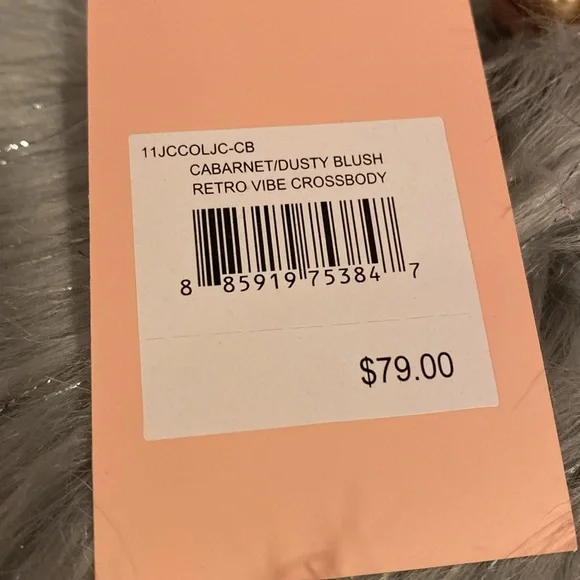 11JCCOLJC-CB
CABARNET/DUSTY BLUSH
RETRO VIBE CROSSBODY
8 85919 75384 7
$79.00